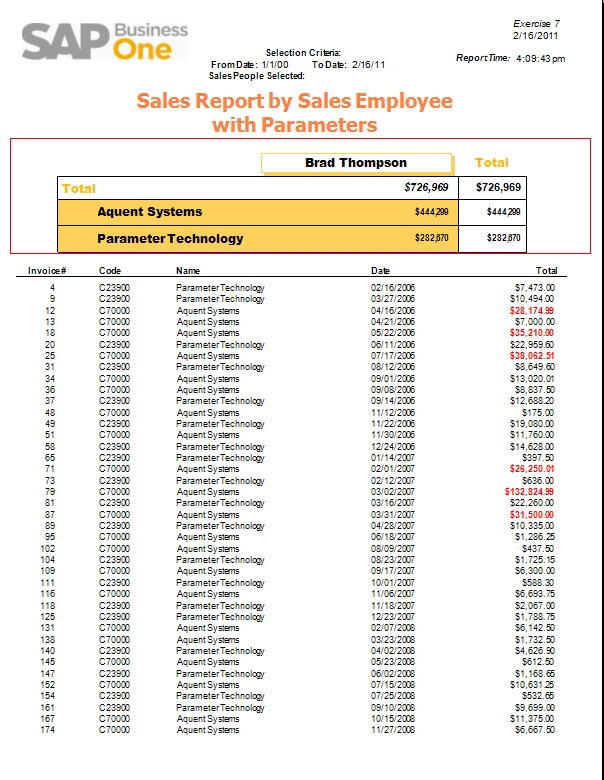 SAP Business One
Exercise 7
2/16/2011
Selection Criteria:
Report Time: 4:09:43pm
From Date: 1/1/00 To Date: 2/16/11
Sales People Selected:
Sales Report by Sales Employee
with Parameters
Brad Thompson Total
Total $726,969 $726,969
Aquent Systems $444,299 $444,299
Parameter Technology $282,670 $282,670
Invoice# Code Name Date Total
4 C23900 Parameter Technology 02/16/2006 $7,473.00
9 C23900 Parameter Technology 03/27/2006 $10,494.00
12 C70000 Aquent Systems 04/16/2006 $28,174.99
13 C70000 Aquent Systems 04/21/2006 $7,000.00
18 C70000 Aquent Systems 05/22/2006 $35,210.00
20 C23900 Parameter Technology 06/11/2006 $22,959.60
25 C70000 Aquent Systems 07/17/2006 $38,062.51
31 C23900 Parameter Technology 08/12/2006 $8,649.60
34 C70000 Aquent Systems 09/01/2006 $13,020.01
36 C70000 Aquent Systems 09/08/2006 $8,837.50
37 C23900 Parameter Technology 09/14/2006 $12,688.20
48 C70000 Aquent Systems 11/12/2006 $175.00
49 C23900 Parameter Technology 11/22/2006 $19,080.00
51 C70000 Aquent Systems 11/30/2006 $11,760.00
58 C23900 Parameter Technology 12/24/2006 $14,628.00
65 C23900 Parameter Technology 01/14/2007 $397.50
71 C70000 Aquent Systems 02/01/2007 $26,250.01
73 C23900 Parameter Technology 02/12/2007 $636.00
79 C70000 Aquent Systems 03/02/2007 $132,824.99
81 C23900 Parameter Technology 03/16/2007 $22,260.00
87 C70000 Aquent Systems 03/31/2007 $31,500.00
89 C23900 Parameter Technology 04/28/2007 $10,335.00
95 C70000 Aquent Systems 06/18/2007 $1,286.25
102 C70000 Aquent Systems 08/09/2007 $437.50
104 C23900 Parameter Technology 08/23/2007 $1,725.15
109 C70000 Aquent Systems 09/17/2007 $6,300.00
111 C23900 Parameter Technology 10/01/2007 $588.30
116 C70000 Aquent Systems 11/06/2007 $6,693.75
118 C23900 Parameter Technology 11/18/2007 $2,067.00
125 C23900 Parameter Technology 12/23/2007 $1,788.75
131 C70000 Aquent Systems 02/07/2008 $6,142.50
138 C70000 Aquent Systems 03/23/2008 $1,732.50
140 C23900 Parameter Technology 04/02/2008 $4,626.90
145 C70000 Aquent Systems 05/23/2008 $612.50
147 C23900 Parameter Technology 06/02/2008 $1,168.65
152 C70000 Aquent Systems 07/15/2008 $10,631.25
154 C23900 Parameter Technology 07/25/2008 $532.65
161 C23900 Parameter Technology 09/10/2008 $9,699.00
167 C70000 Aquent Systems 10/15/2008 $11,375.00
174 C70000 Aquent Systems 11/27/2008 $6,667.50